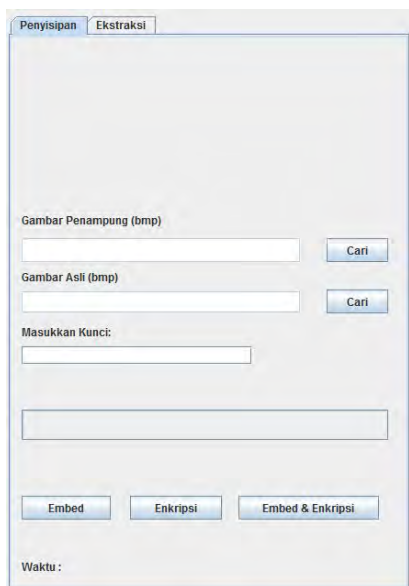 Penyisipan Ekstraksi
Gambar Penampung (bmp)
Cari
Gambar Asli (bmp)
Cari
Masukkan Kunci:
Embed Enkripsi Embed & Enkripsi
Waktu :